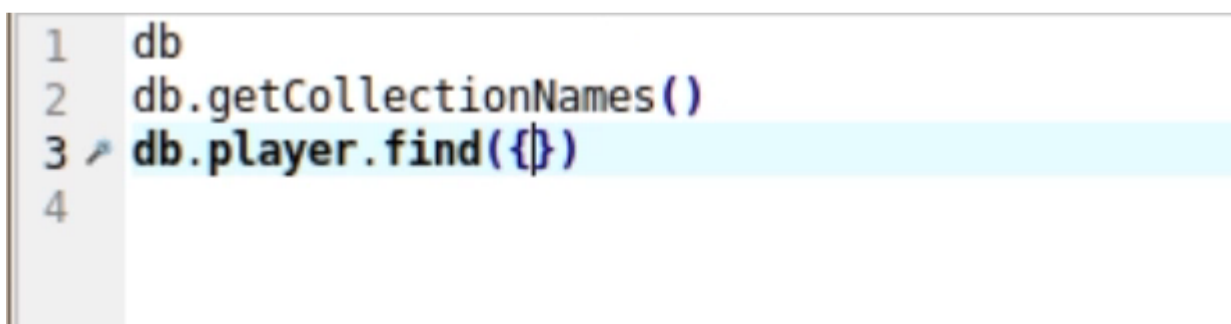 1 db
2 db.getCollectionNames()
3 db.player.find({})
4